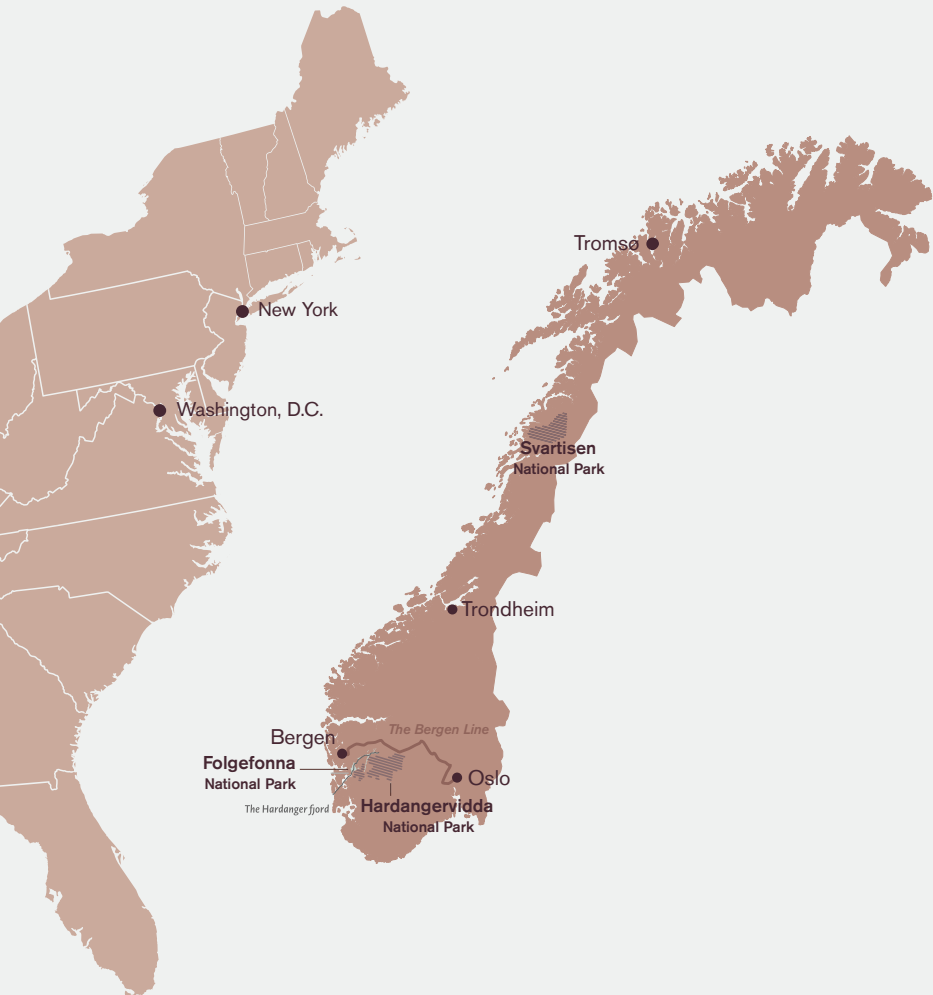 Tromsø
New York
Washington, D.C.
Svartisen
National Park
Trondheim
The Bergen Line
Bergen
Folgefonna
National Park
Oslo
The Hardanger fjord
Hardangervidda
National Park